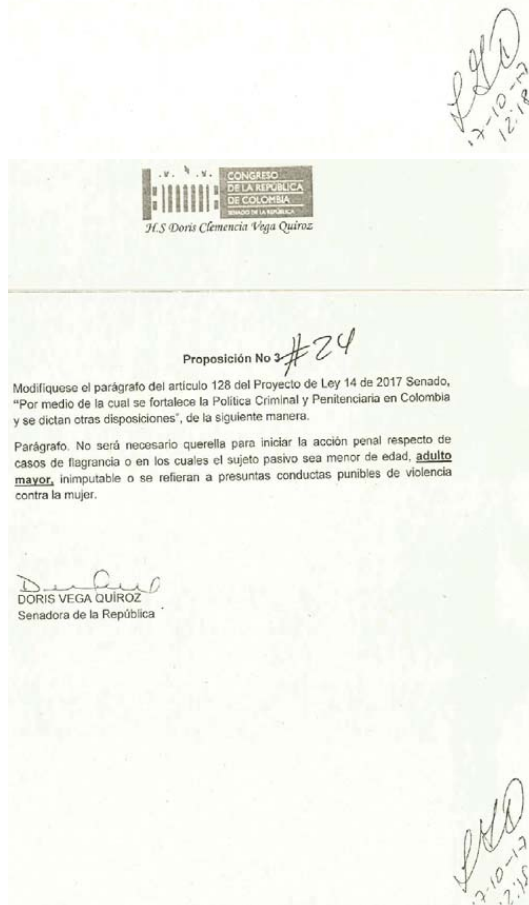 17-10-17
12:18
CONGRESO
DE LA REPÚBLICA
DE COLOMBIA
SENADO DE LA REPÚBLICA
H.S Doris Clemencia Vega Quiroz
Proposición No 3 #24
Modifíquese el parágrafo del artículo 128 del Proyecto de Ley 14 de 2017 Senado,
"Por medio de la cual se fortalece la Política Criminal y Penitenciaria en Colombia
y se dictan otras disposiciones", de la siguiente manera.
Parágrafo. No será necesario querella para iniciar la acción penal respecto de
casos de flagrancia o en los cuales el sujeto pasivo sea menor de edad, adulto
mayor, inimputable o se refieran a presuntas conductas punibles de violencia
contra la mujer.
DORIS VEGA QUIROZ
Senadora de la República
17-10-17
12:15